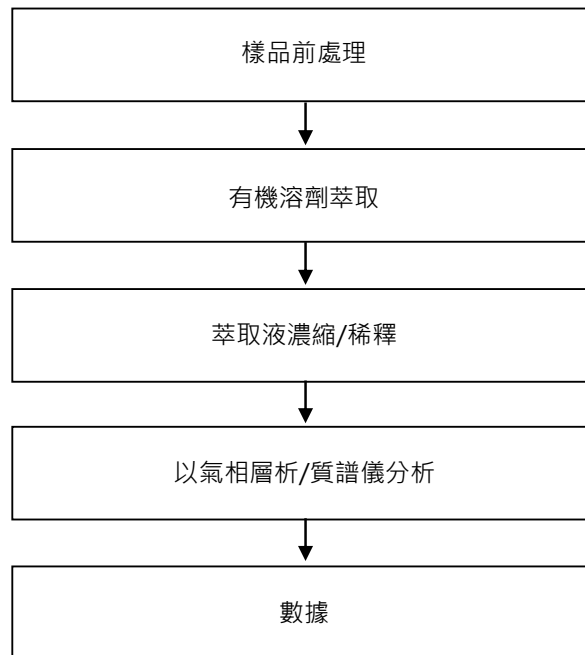 樣品前處理
有機溶劑萃取
萃取液濃縮/稀釋
以氣相層析/質譜儀分析
數據